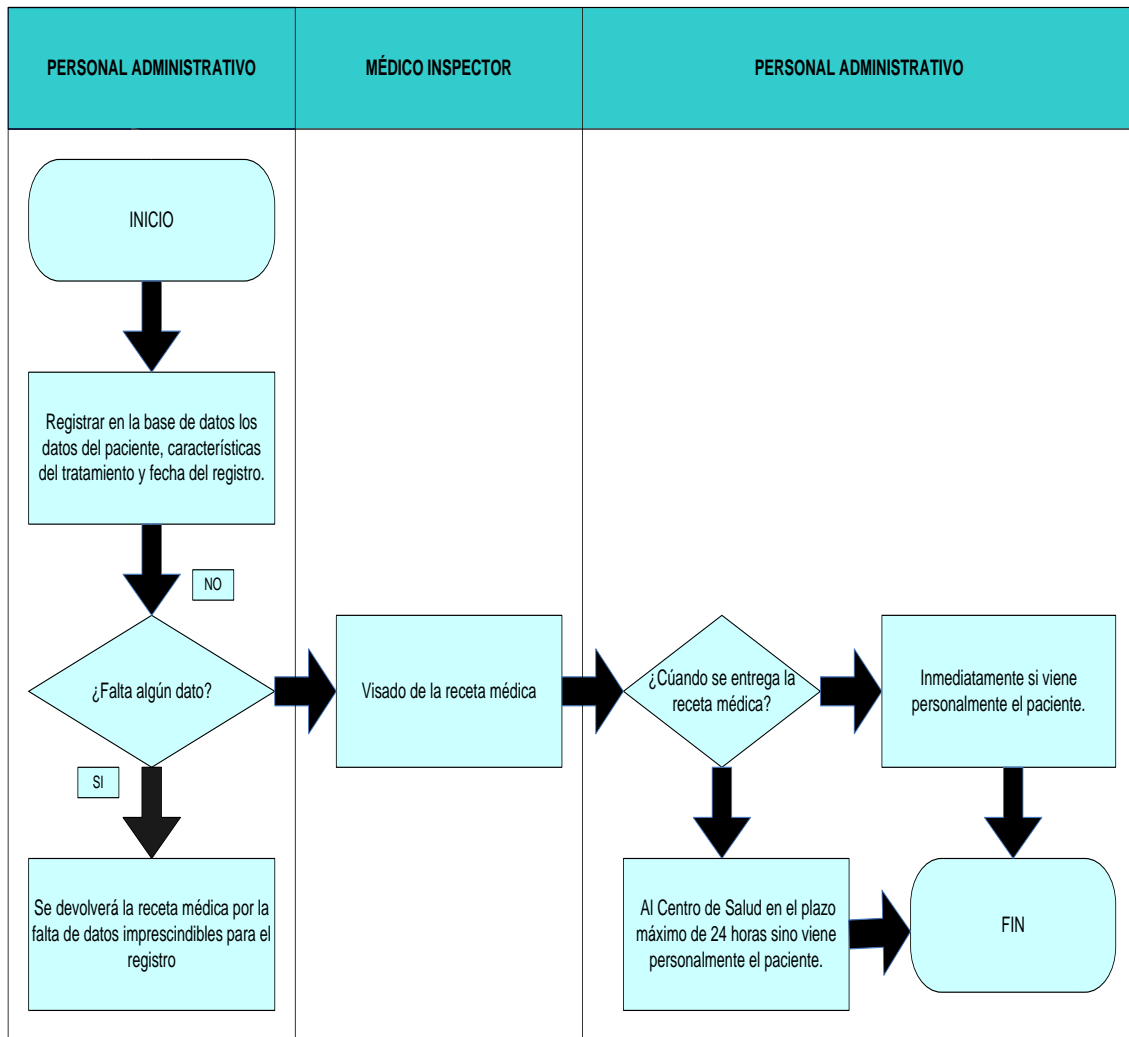 PERSONAL ADMINISTRATIVO
MÉDICO INSPECTOR
PERSONAL ADMINISTRATIVO
INICIO
Registrar en la base de datos los
datos del paciente, características
del tratamiento y fecha del registro.
NO
¿Falta algún dato?
SI
Se devolverá la receta médica por la
falta de datos imprescindibles para el
registro
Visado de la receta médica
¿Cúando se entrega la
receta médica?
Inmediatamente si viene
personalmente el paciente.
Al Centro de Salud en el plazo
máximo de 24 horas sino viene
personalmente el paciente.
FIN